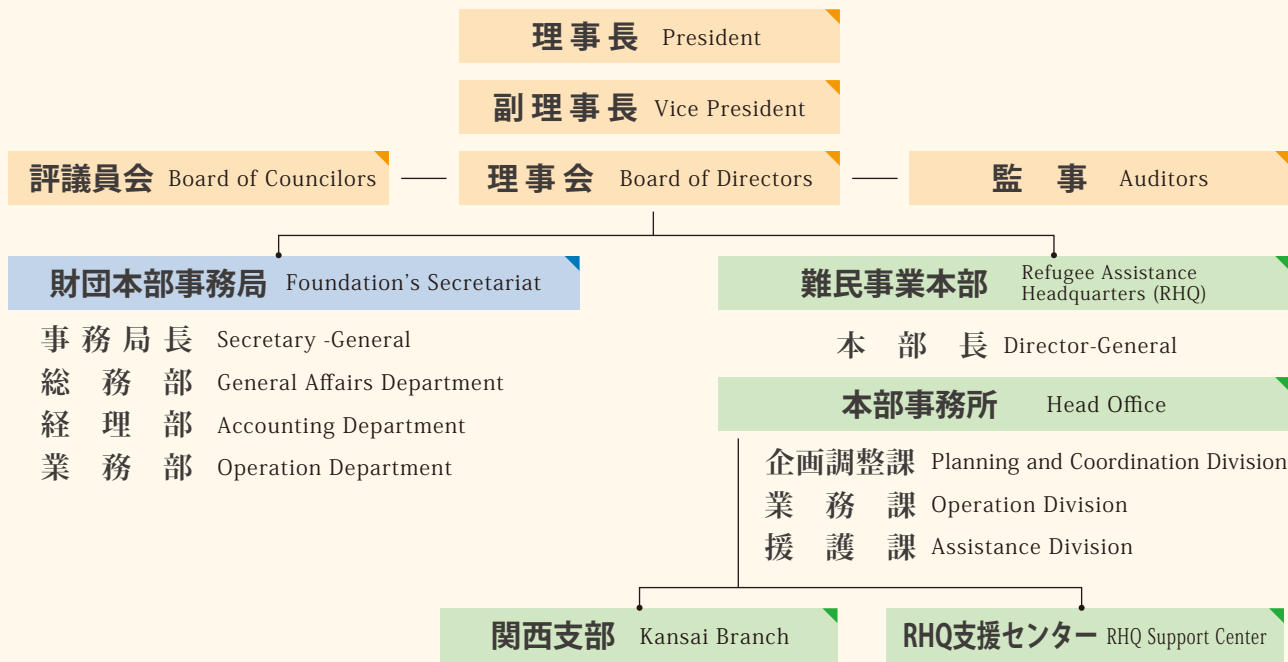 理事長 President
副理事長 Vice President
評議員会 Board of Councilors
理事会 Board of Directors
監 事 Auditors
財団本部事務局 Foundation's Secretariat
事務局長 Secretary -General
総務部 General Affairs Department
経理部 Accounting Department
業務部 Operation Department
難民事業本部 Refugee Assistance
Headquarters (RHQ)
本部長 Director-General
本部事務所 Head Office
企画調整課 Planning and Coordination Division
業務課 Operation Division
援護課 Assistance Division
関西支部 Kansai Branch
RHQ支援センター RHQ Support Center